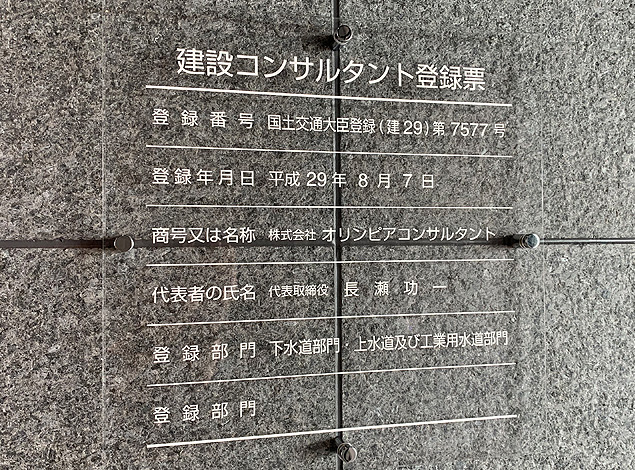 建設コンサルタント登録票
登録番号 国土交通大臣登録(建29)第7577号
登録年月日 平成29年8月7日
商号又は名称 株式会社オリンピアコンサルタント
代表者の氏名 代表取締役 長瀬功一
登録部門 下水道部門 上水道及び工業用水道部門
登録部門